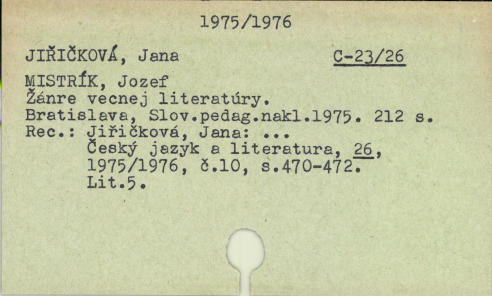 1975/1976
JIŘIČKOVÁ, Jana C-23/26
MISTRÍK, Jozef
Žánre vecnej literatúry.
Bratislava, Slov.pedag.nakl.1975. 212 s.
Rec.: Jiřičková, Jana: ...
Český jazyk a literatura, 26,
1975/1976, č.10, s.470-472.
Lit.5.